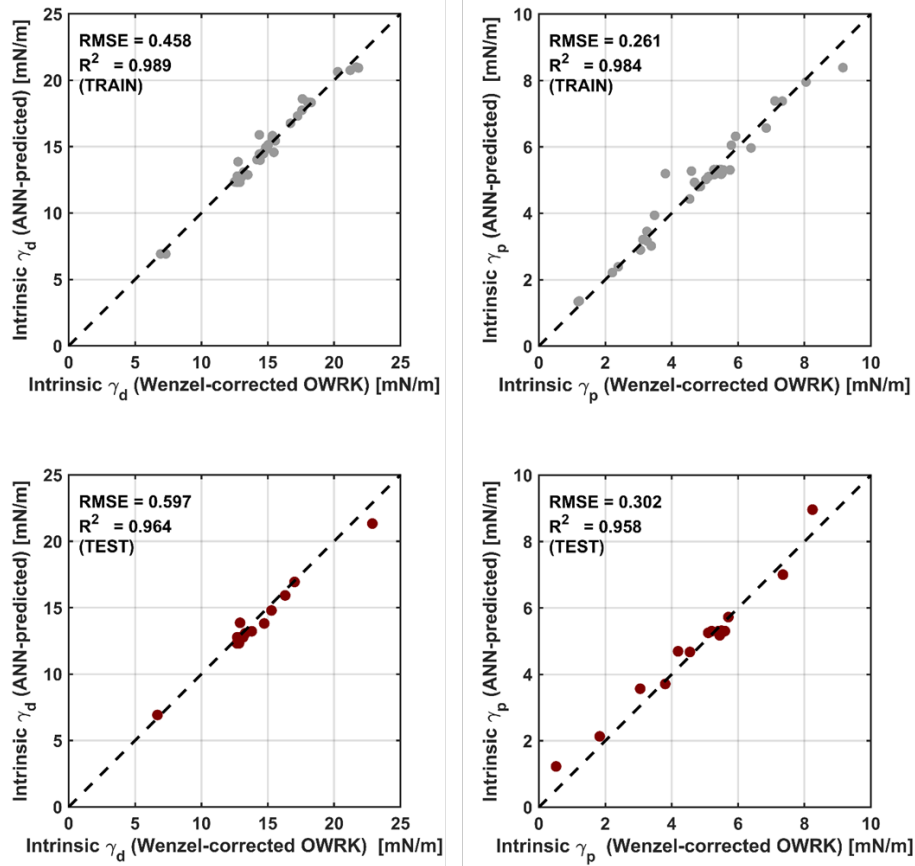 25
20
15
10
5
0
RMSE = 0.458
R² = 0.989
(TRAIN)
0 5 10 15 20 25
Intrinsic γd (ANN-predicted) [mN/m]
Intrinsic γd (Wenzel-corrected OWRK) [mN/m]
10
8
6
4
2
0
RMSE = 0.261
R² = 0.984
(TRAIN)
0 2 4 6 8 10
Intrinsic γp (ANN-predicted) [mN/m]
Intrinsic γp (Wenzel-corrected OWRK) [mN/m]
25
20
15
10
5
0
RMSE = 0.597
R² = 0.964
(TEST)
0 5 10 15 20 25
Intrinsic γd (ANN-predicted) [mN/m]
Intrinsic γd (Wenzel-corrected OWRK) [mN/m]
10
8
6
4
2
0
RMSE = 0.302
R² = 0.958
(TEST)
0 2 4 6 8 10
Intrinsic γp (ANN-predicted) [mN/m]
Intrinsic γp (Wenzel-corrected OWRK) [mN/m]